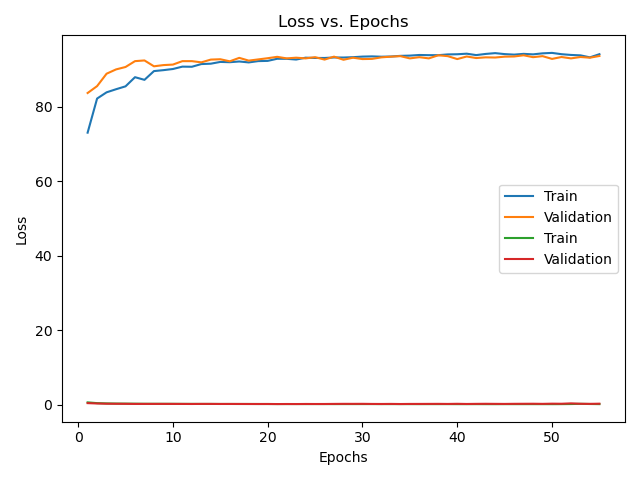 Loss vs. Epochs
Loss
80
60
40
20
0
Train
Validation
Train
Validation
0 10 20 30 40 50
Epochs